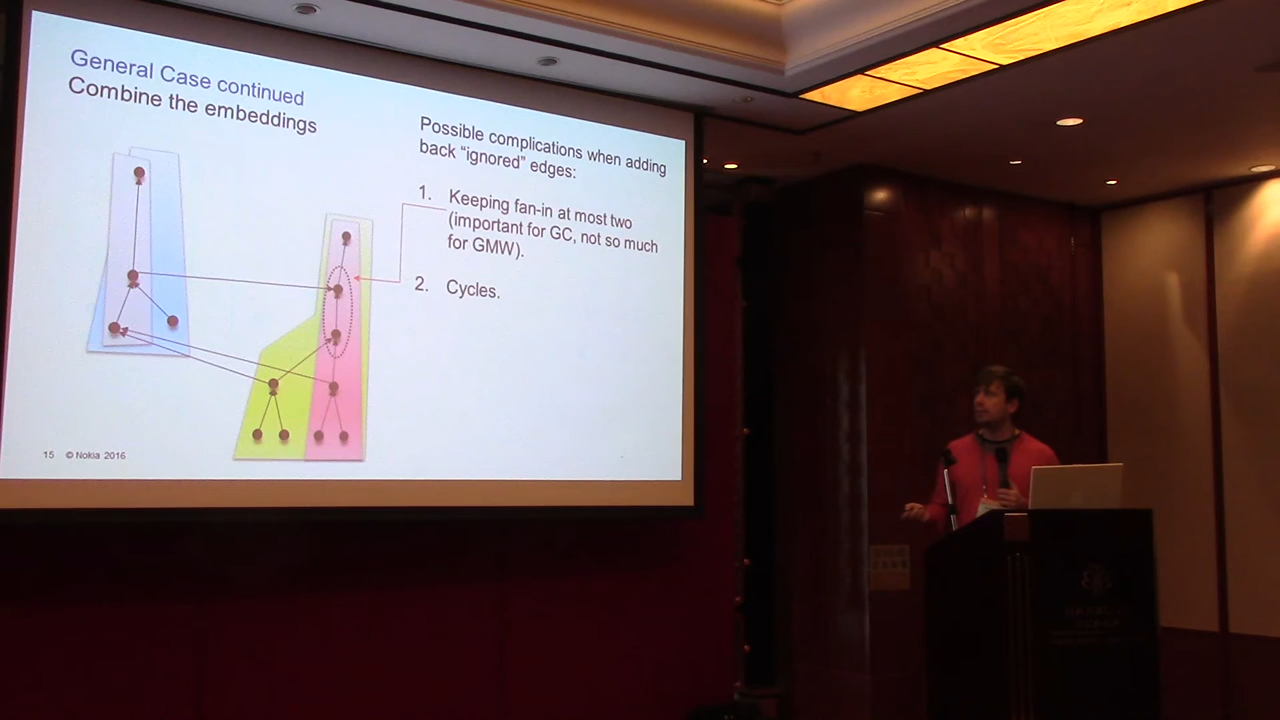 General Case continued
Combine the embeddings
Possible complications when adding
back “ignored” edges:
1. Keeping fan-in at most two
(important for GC, not so much
for GMW).
2. Cycles.
15 © Nokia 2016